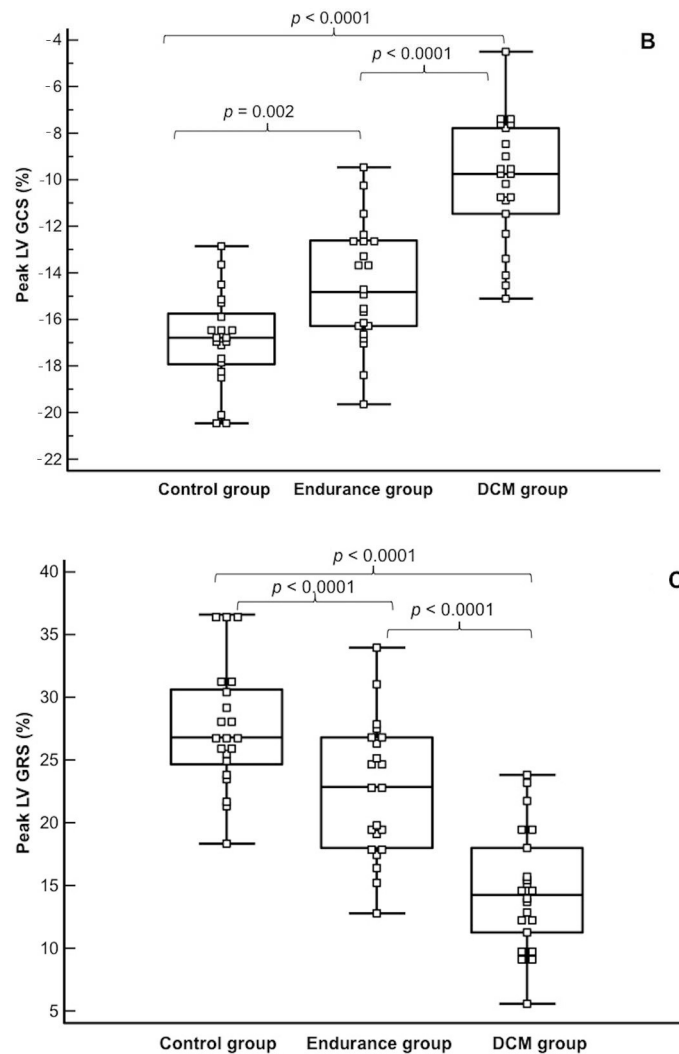 p < 0.0001
B
p < 0.0001
p = 0.002
Peak LV GCS (%)
-4
-6
-8
-10
-12
-14
-16
-18
-20
-22
Control group
Endurance group
DCM group
p < 0.0001
C
p < 0.0001
p < 0.0001
Peak LV GRS (%)
40
35
30
25
20
15
10
5
Control group
Endurance group
DCM group